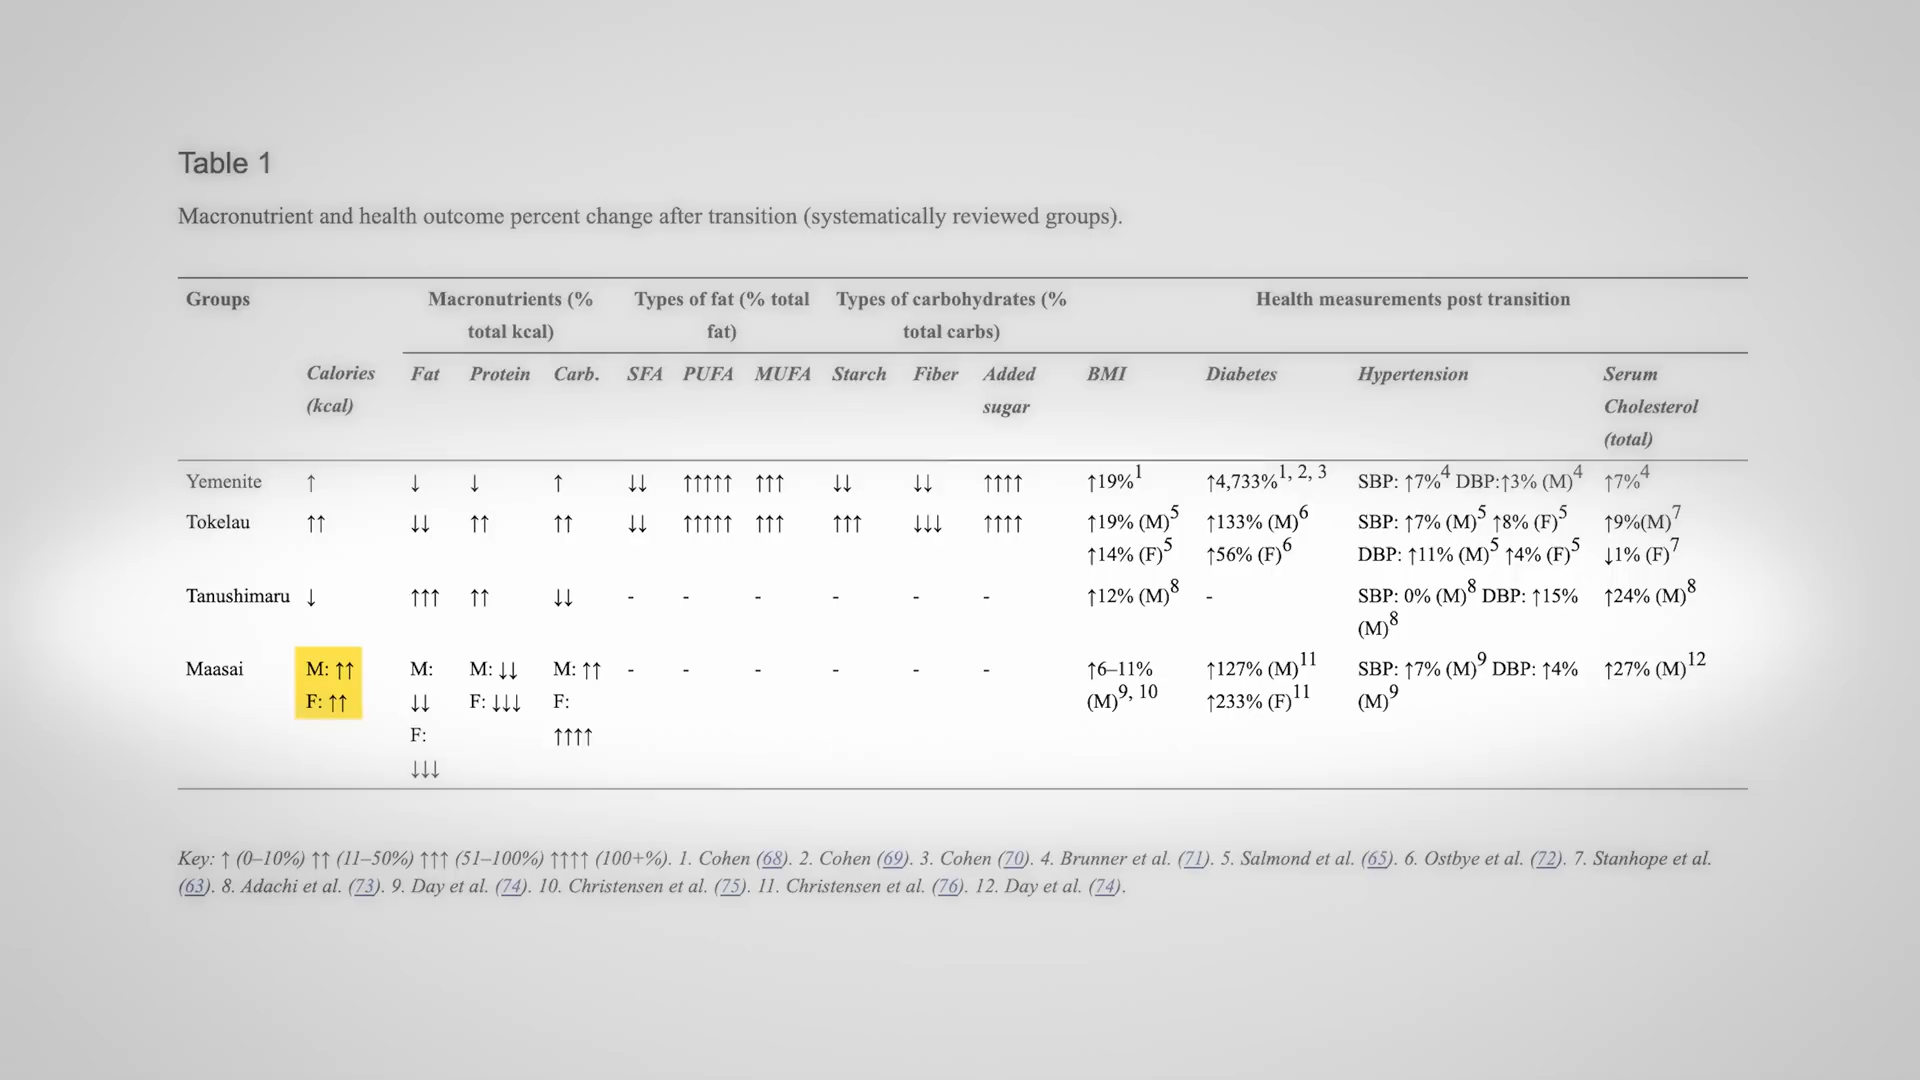 Table 1
Macronutrient and health outcome percent change after transition (systematically reviewed groups).
Groups Macronutrients (% Types of fat (% total Types of carbohydrates (% Health measurements post transition
total kcal) fat) total carbs)
Calories Fat Protein Carb. SFA PUFA MUFA Starch Fiber Added BMI Diabetes Hypertension Serum
(kcal) sugar Cholesterol
(total)
Yemenite ↑ ↓ ↓ ↑ ↓↓ ↑↑↑↑↑ ↑↑↑ ↓↓ ↓↓ ↑↑↑↑ ↑19%1 ↑4,733%1, 2, 3 SBP: ↑7%4 DBP:↑3% (M)4 ↑7%4
Tokelau ↑↑ ↓↓ ↑↑ ↑↑ ↓↓ ↑↑↑↑↑ ↑↑↑ ↑↑↑ ↓↓↓ ↑↑↑↑ ↑19% (M)5 ↑133% (M)6 SBP: ↑7% (M)5 ↑8% (F)5 ↑9%(M)7
↑14% (F)5 ↑56% (F)6 DBP: ↑11% (M)5 ↑4% (F)5 ↓1% (F)7
Tanushimaru ↓ ↑↑↑ ↑↑ ↓↓ - - - - - - ↑12% (M)8 - SBP: 0% (M)8 DBP: ↑15% ↑24% (M)8
(M)8
Maasai M: ↑↑ M: M: ↓↓ M: ↑↑ - - - - - - ↑6–11% ↑127% (M)11 SBP: ↑7% (M)9 DBP: ↑4% ↑27% (M)12
F: ↑↑ ↓↓ F: ↓↓↓ F: (M)9, 10 ↑233% (F)11 (M)9
F: ↑↑↑↑
↓↓↓
Key: ↑ (0–10%) ↑↑ (11–50%) ↑↑↑ (51–100%) ↑↑↑↑ (100+%). 1. Cohen (68). 2. Cohen (69). 3. Cohen (70). 4. Brunner et al. (71). 5. Salmond et al. (65). 6. Ostbye et al. (72). 7. Stanhope et al.
(63). 8. Adachi et al. (73). 9. Day et al. (74). 10. Christensen et al. (75). 11. Christensen et al. (76). 12. Day et al. (74).